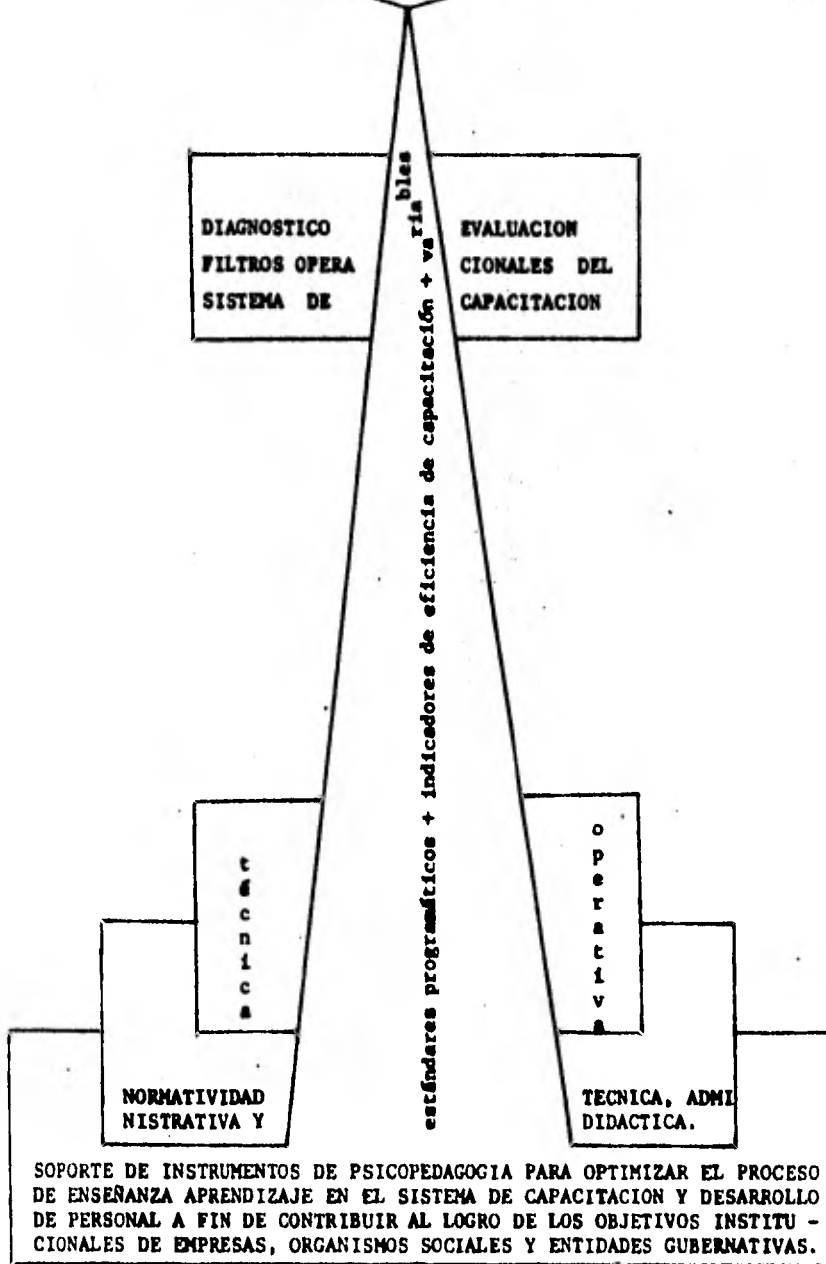 DIAGNOSTICO EVALUACION
FILTROS OPERA CIONALES DEL
SISTEMA DE CAPACITACION
estándares programáticos + indicadores de eficiencia de capacitación + variables
técnica
operativa
NORMATIVIDAD TECNICA, ADMI
NISTRATIVA Y DIDACTICA.
SOPORTE DE INSTRUMENTOS DE PSICOPEDAGOGIA PARA OPTIMIZAR EL PROCESO
DE ENSEÑANZA APRENDIZAJE EN EL SISTEMA DE CAPACITACION Y DESARROLLO
DE PERSONAL A FIN DE CONTRIBUIR AL LOGRO DE LOS OBJETIVOS INSTITU -
CIONALES DE EMPRESAS, ORGANISMOS SOCIALES Y ENTIDADES GUBERNATIVAS.